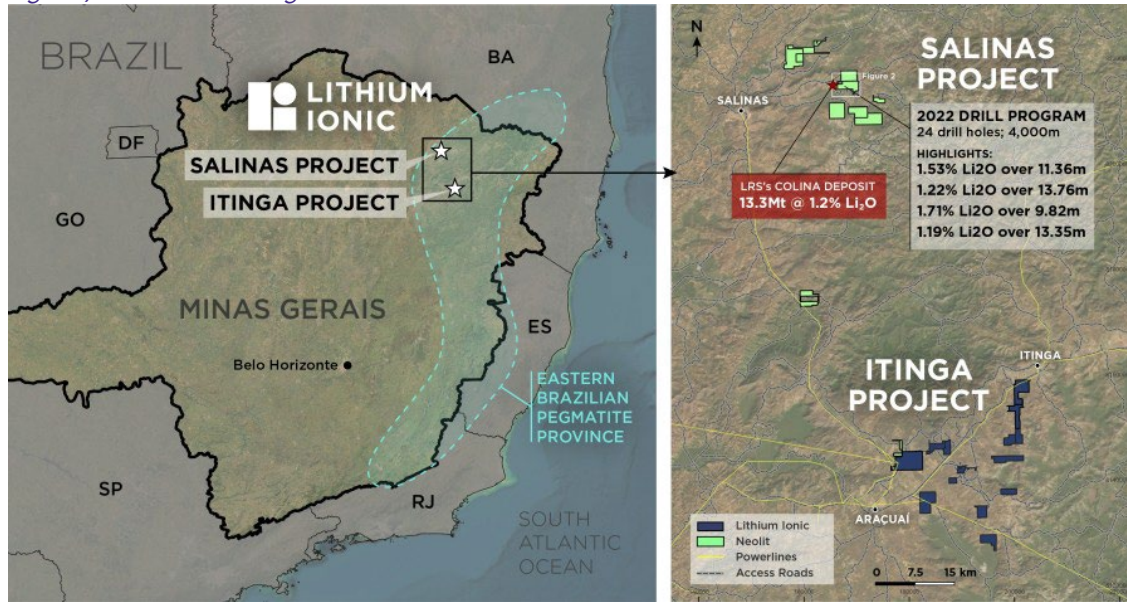 BRAZIL
BA
LITHIUM
IONIC
DF
SALINAS PROJECT
ITINGA PROJECT
GO
MINAS GERAIS
ES
Belo Horizonte
EASTERN
BRAZILIAN
PEGMATITE
PROVINCE
SP
RJ
SOUTH
ATLANTIC
OCEAN
N
SALINAS
PROJECT
Figure 2
SALINAS
2022 DRILL PROGRAM
24 drill holes; 4,000m
HIGHLIGHTS:
1.53% Li2O over 11.36m
1.22% Li2O over 13.76m
1.71% Li2O over 9.82m
1.19% Li2O over 13.35m
LRS's COLINA DEPOSIT
13.3Mt @ 1.2% Li₂O
ITINGA
PROJECT
ITINGA
ARAÇUAÍ
Lithium Ionic
Neolit
Powerlines
Access Roads
0 7.5 15 km